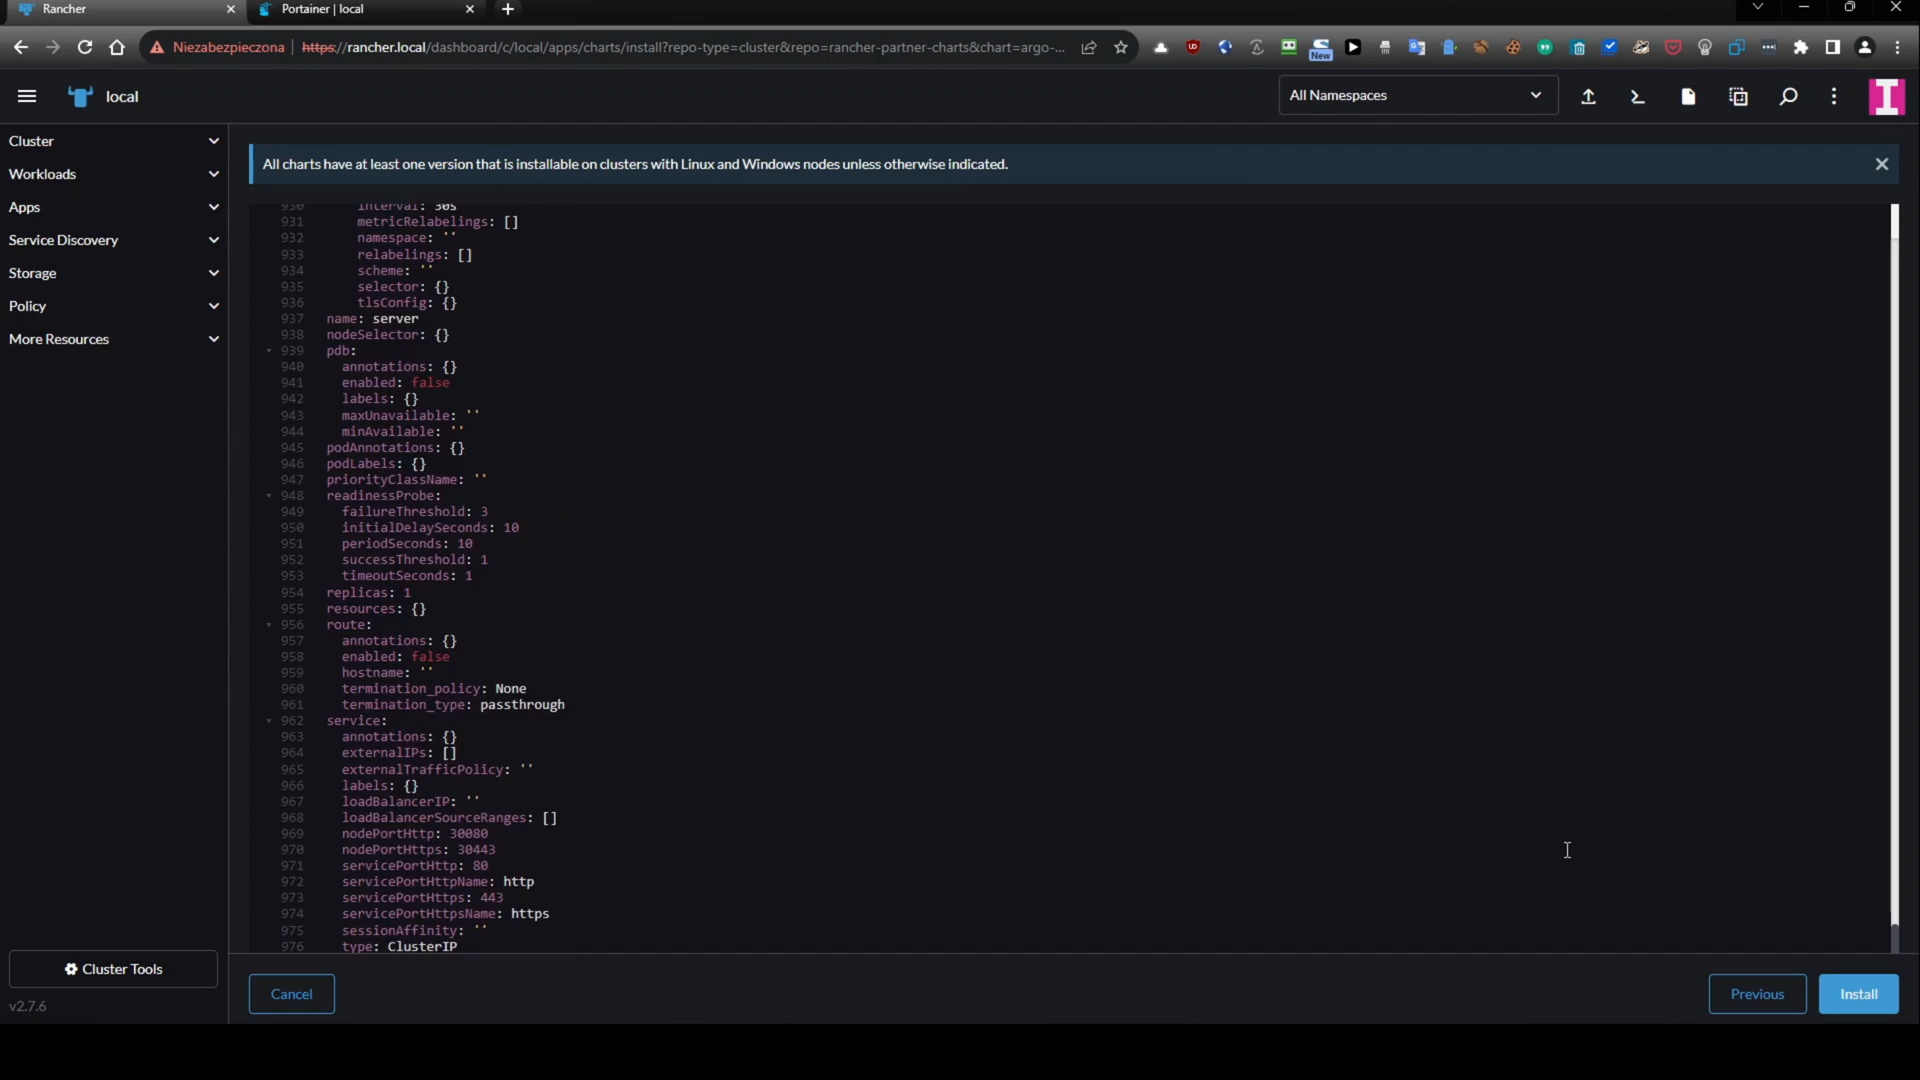 Rancher
Portainer | local
Niezabezpieczona
https://rancher.local/dashboard/c/local/apps/charts/install?repo-type=cluster&repo=rancher-partner-charts&chart=argo-...
New
local
All Namespaces
Cluster
Workloads
Apps
Service Discovery
Storage
Policy
More Resources
Cluster Tools
v2.7.6
All charts have at least one version that is installable on clusters with Linux and Windows nodes unless otherwise indicated.
930 interval: 30s
931 metricRelabelings: []
932 namespace: ''
933 relabelings: []
934 scheme: ''
935 selector: {}
936 tlsConfig: {}
937 name: server
938 nodeSelector: {}
939 pdb:
940 annotations: {}
941 enabled: false
942 labels: {}
943 maxUnavailable: ''
944 minAvailable: ''
945 podAnnotations: {}
946 podLabels: {}
947 priorityClassName: ''
948 readinessProbe:
949 failureThreshold: 3
950 initialDelaySeconds: 10
951 periodSeconds: 10
952 successThreshold: 1
953 timeoutSeconds: 1
954 replicas: 1
955 resources: {}
956 route:
957 annotations: {}
958 enabled: false
959 hostname: ''
960 termination_policy: None
961 termination_type: passthrough
962 service:
963 annotations: {}
964 externalIPs: []
965 externalTrafficPolicy: ''
966 labels: {}
967 loadBalancerIP: ''
968 loadBalancerSourceRanges: []
969 nodePortHttp: 30080
970 nodePortHttps: 30443
971 servicePortHttp: 80
972 servicePortHttpName: http
973 servicePortHttps: 443
974 servicePortHttpsName: https
975 sessionAffinity: ''
976 type: ClusterIP
Cancel
Previous
Install